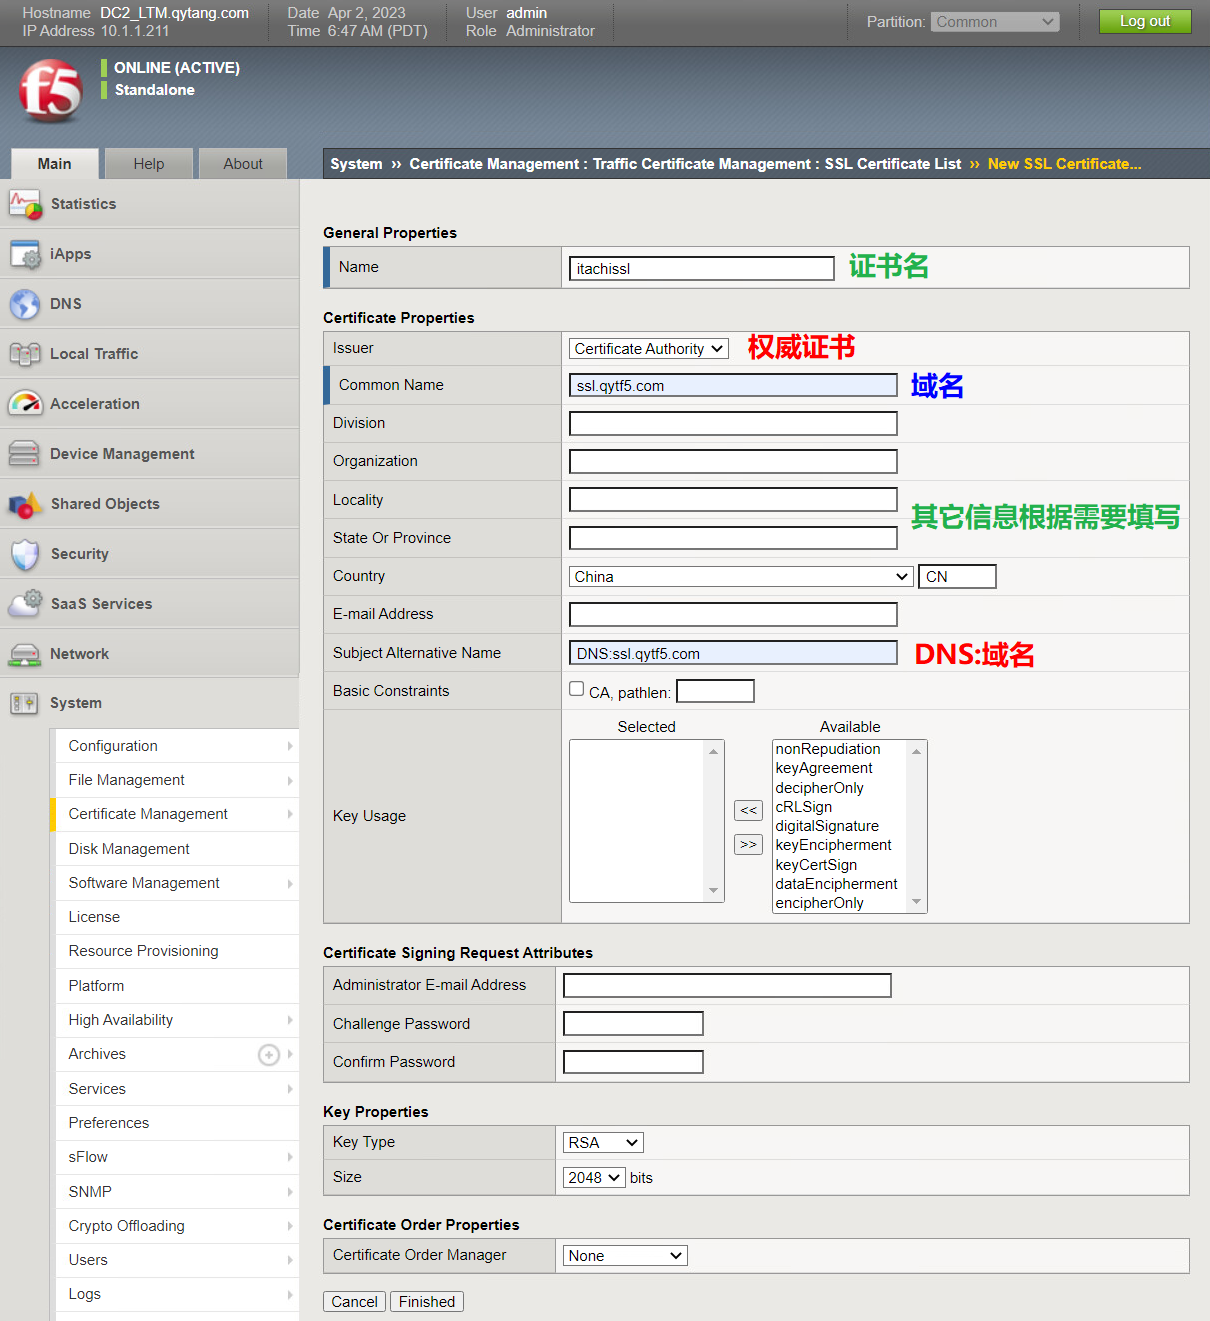 Hostname DC2_LTM.qytang.com Date Apr 2, 2023 User admin
IP Address 10.1.1.211 Time 6:47 AM (PDT) Role Administrator
Partition: Common Log out
f5
ONLINE (ACTIVE)
Standalone
Main Help About
System ›› Certificate Management : Traffic Certificate Management : SSL Certificate List ›› New SSL Certificate...
Statistics
iApps
DNS
Local Traffic
Acceleration
Device Management
Shared Objects
Security
SaaS Services
Network
System
Configuration
File Management
Certificate Management
Disk Management
Software Management
License
Resource Provisioning
Platform
High Availability
Archives
Services
Preferences
sFlow
SNMP
Crypto Offloading
Users
Logs
General Properties
Name itachissl 证书名
Certificate Properties
Issuer Certificate Authority 权威证书
Common Name ssl.qytf5.com 域名
Division
Organization
Locality
其它信息根据需要填写
State Or Province
Country China CN
E-mail Address
Subject Alternative Name DNS:ssl.qytf5.com DNS:域名
Basic Constraints CA, pathlen:
Key Usage
Selected
<<
>>
Available
nonRepudiation
keyAgreement
decipherOnly
cRLSign
digitalSignature
keyEncipherment
keyCertSign
dataEncipherment
encipherOnly
Certificate Signing Request Attributes
Administrator E-mail Address
Challenge Password
Confirm Password
Key Properties
Key Type RSA
Size 2048 bits
Certificate Order Properties
Certificate Order Manager None
Cancel Finished